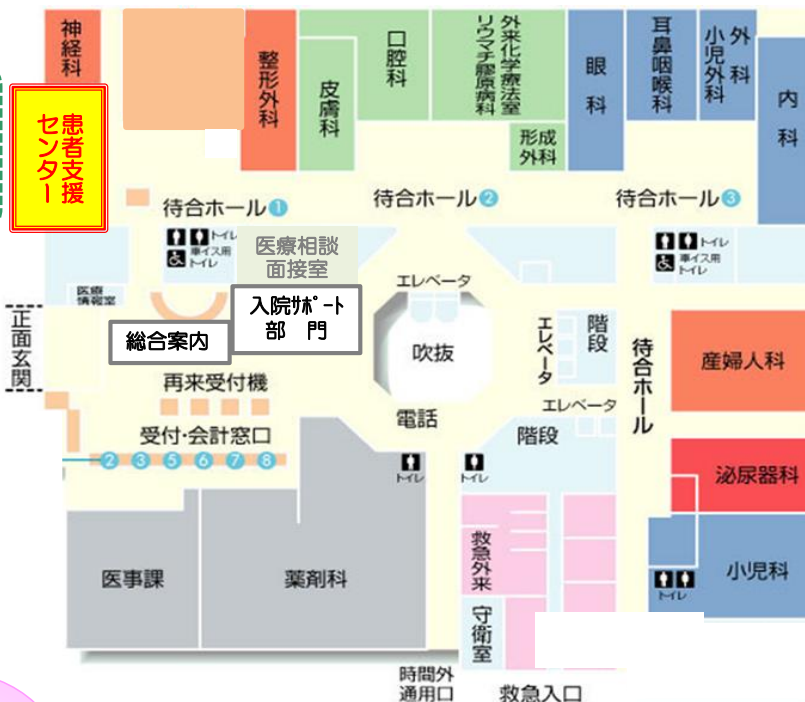 神経科
患者支援
センター
整形外科
皮膚科
口腔科
外来化学療法室
リウマチ膠原病科
形成
外科
眼科
耳鼻咽喉科
外科
小児外科
内科
待合ホール①
待合ホール②
待合ホール③
トイレ
車イス用
トイレ
医療相談
面接室
トイレ
車イス用
トイレ
医療
情報室
入院ｻﾎﾟｰﾄ
部 門
エレベータ
吹抜
エレベータ
階段
待合ホール
正面玄関
総合案内
産婦人科
再来受付機
エレベータ
電話
階段
受付・会計窓口
② ③ ⑤ ⑥ ⑦ ⑧
トイレ
トイレ
泌尿器科
救急外来
医事課
薬剤科
小児科
トイレ
守衛室
時間外
通用口
救急入口